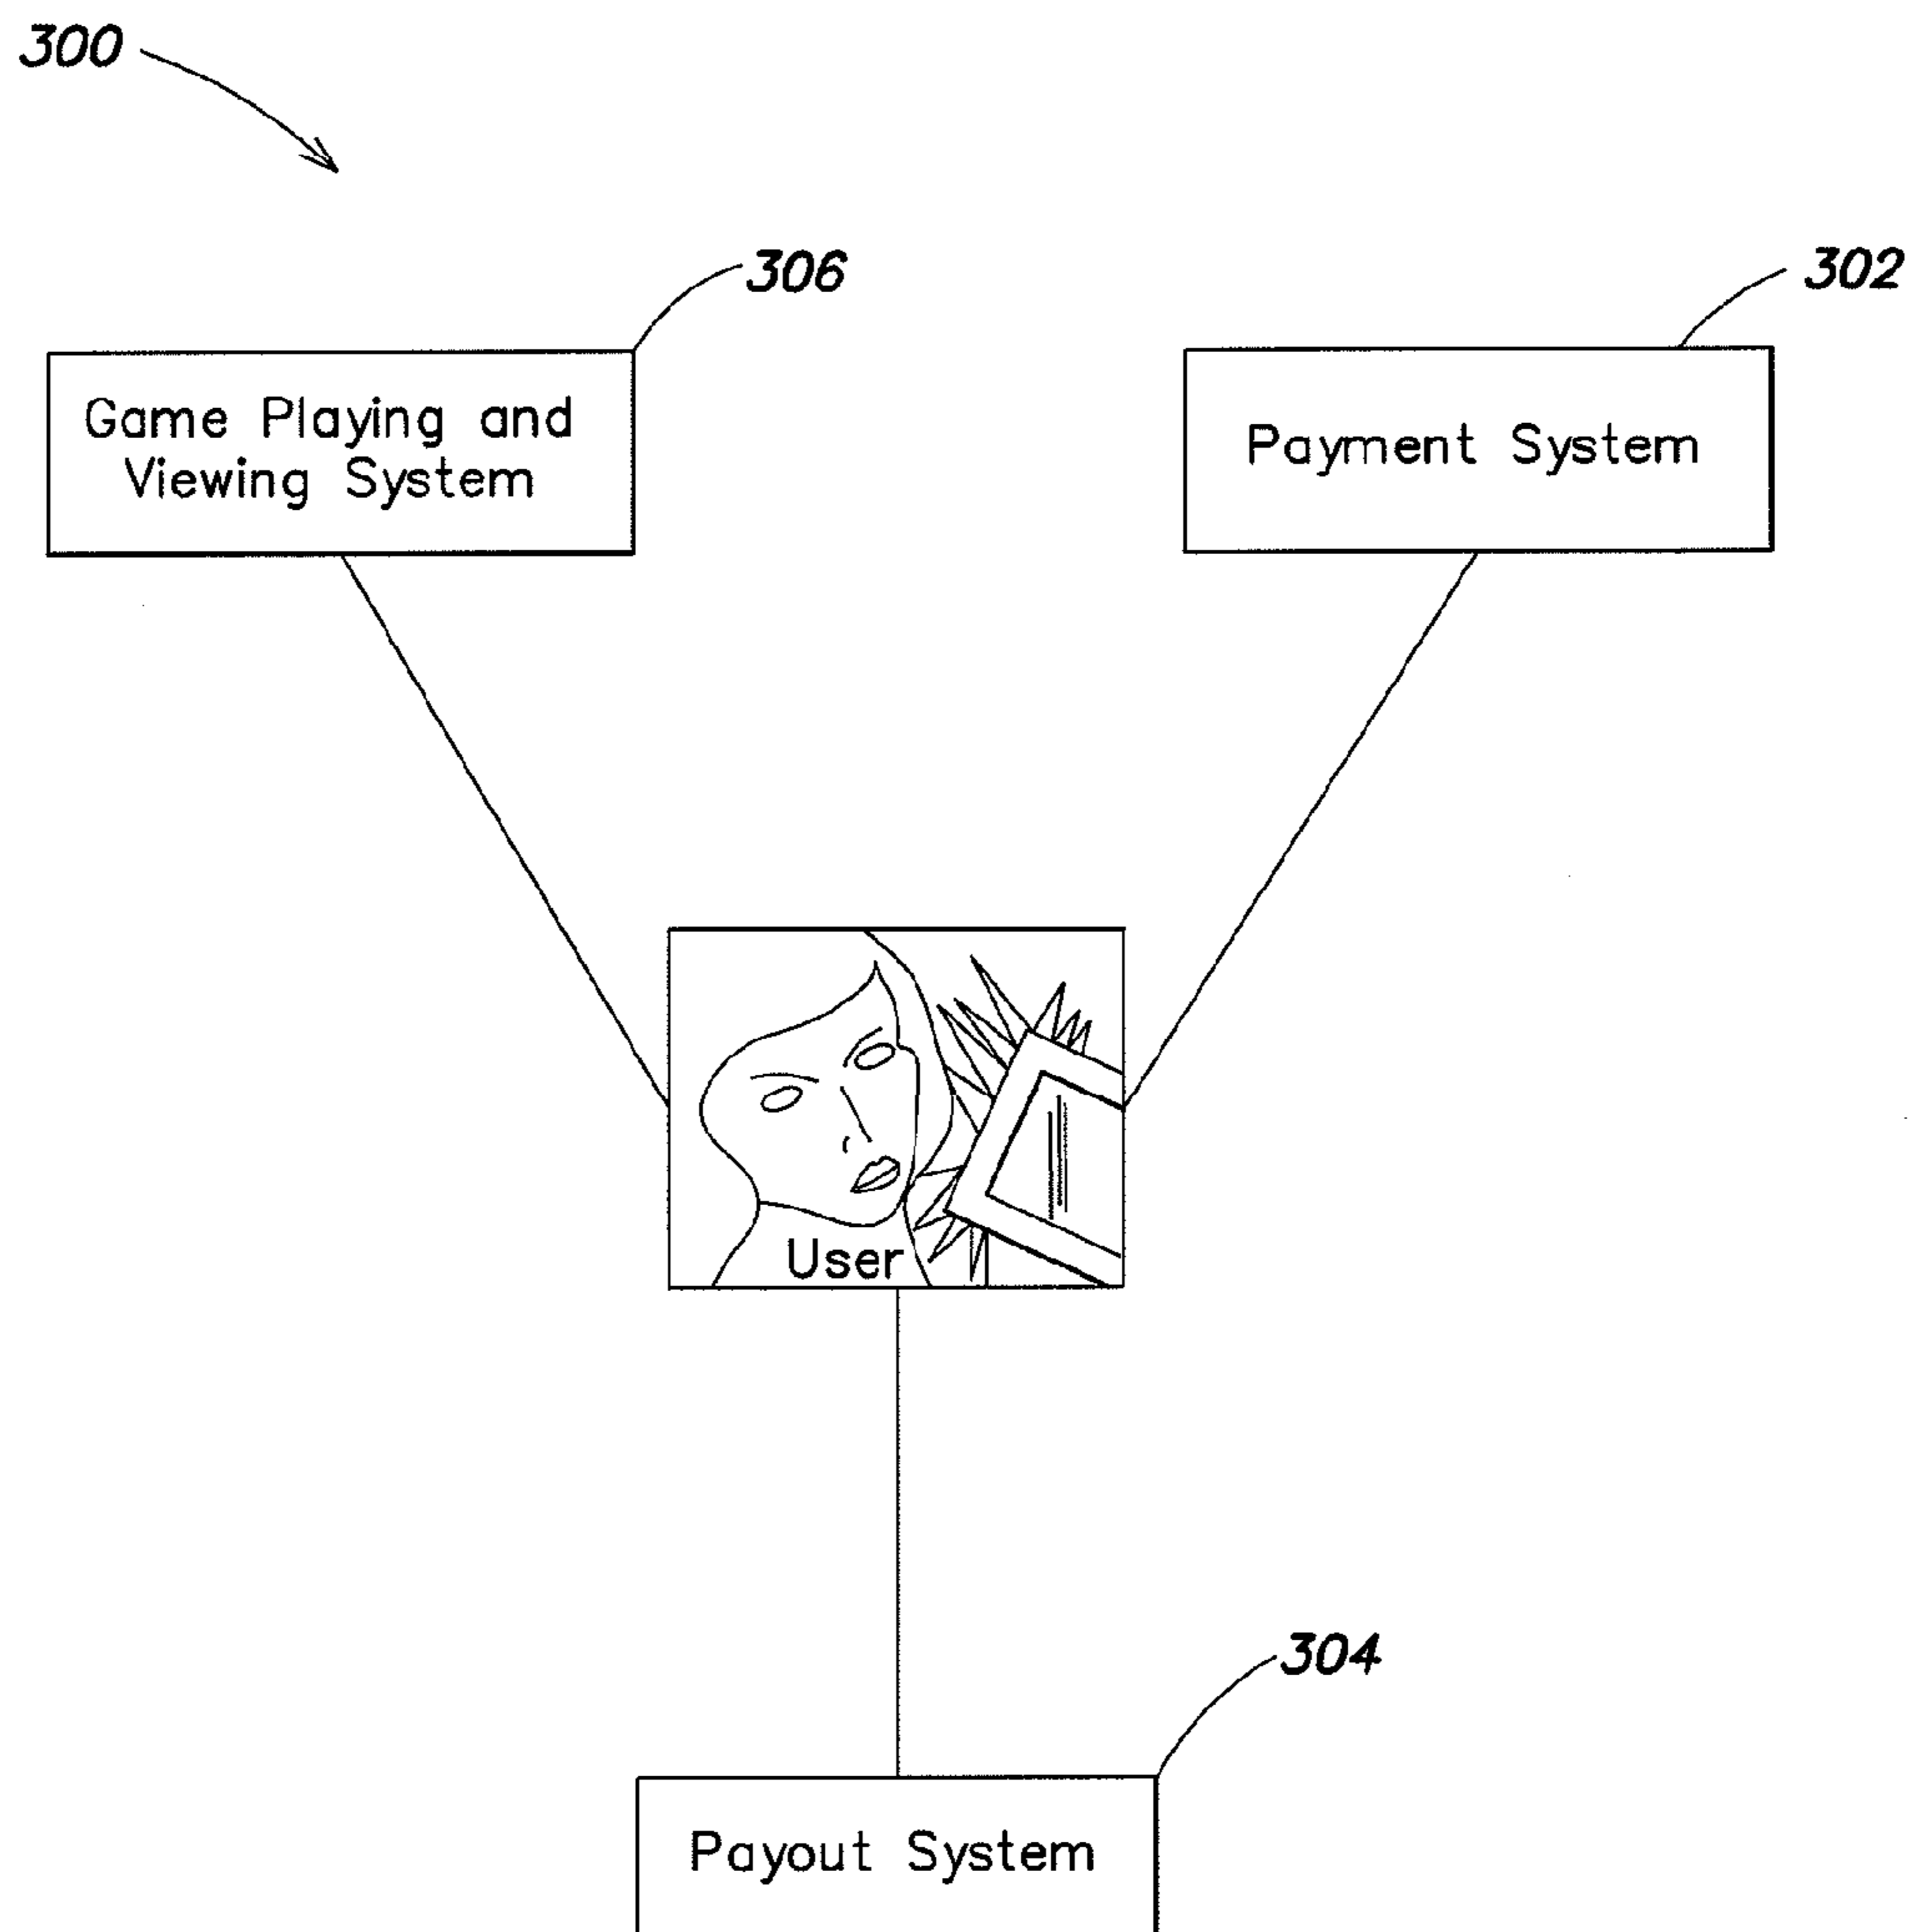 300
306
302
Game Playing and
Viewing System
Payment System
User
304
Payout System